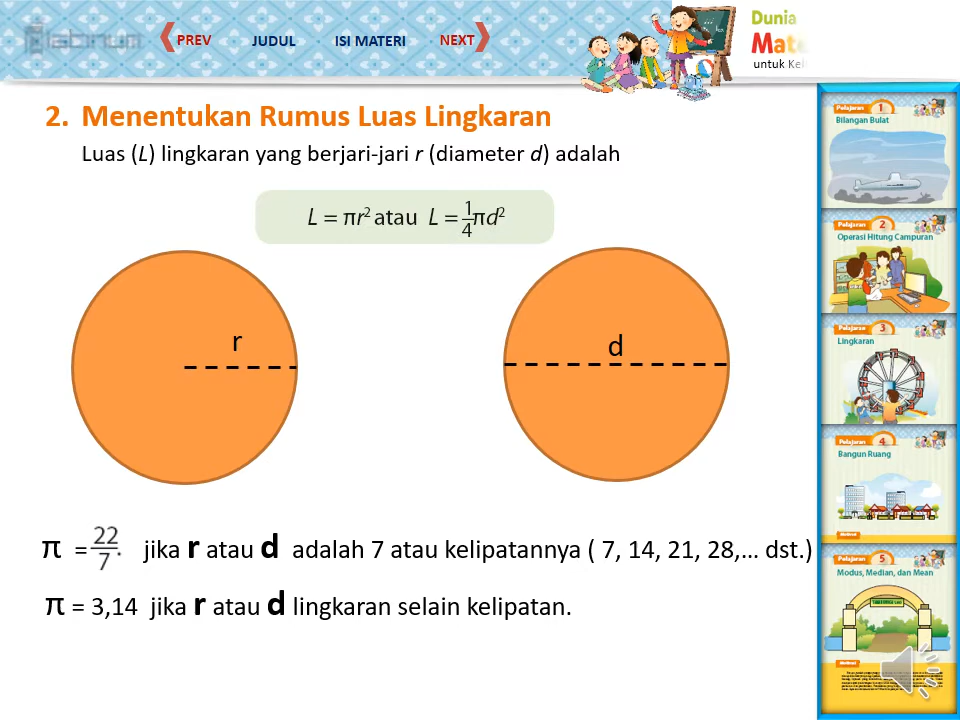 Platinum
PREV
JUDUL
ISI MATERI
NEXT
Dunia
Mate
untuk Kel
2. Menentukan Rumus Luas Lingkaran
Luas (L) lingkaran yang berjari-jari r (diameter d) adalah
L = πr² atau L = 1/4 πd²
r
d
π = 22/7. jika r atau d adalah 7 atau kelipatannya ( 7, 14, 21, 28,... dst.)
π = 3,14 jika r atau d lingkaran selain kelipatan.
Pelajaran 1
Bilangan Bulat
Pelajaran 2
Operasi Hitung Campuran
Pelajaran 3
Lingkaran
Pelajaran 4
Bangun Ruang
Pelajaran 5
Modus, Median, dan Mean